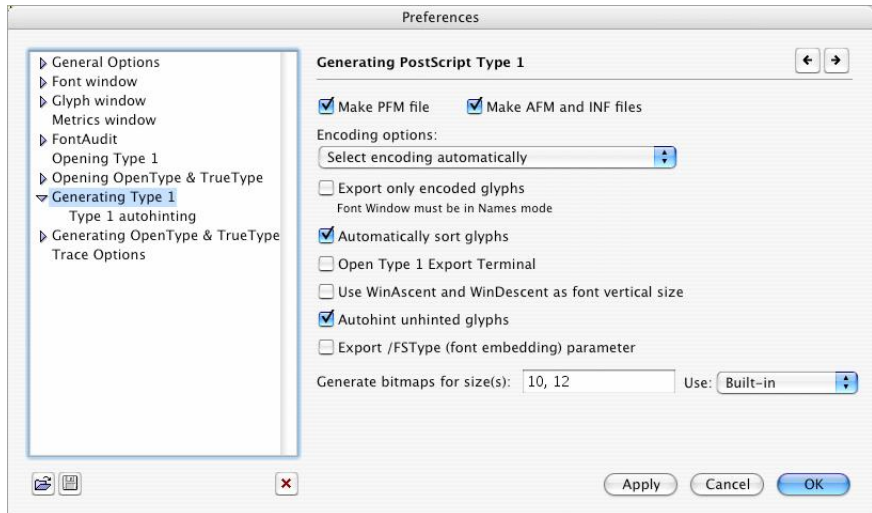 Preferences
General Options
Font window
Glyph window
Metrics window
FontAudit
Opening Type 1
Opening OpenType & TrueType
Generating Type 1
Type 1 autohinting
Generating OpenType & TrueType
Trace Options
Generating PostScript Type 1
Make PFM file Make AFM and INF files
Encoding options:
Select encoding automatically
Export only encoded glyphs
Font Window must be in Names mode
Automatically sort glyphs
Open Type 1 Export Terminal
Use WinAscent and WinDescent as font vertical size
Autohint unhinted glyphs
Export /FSType (font embedding) parameter
Generate bitmaps for size(s): 10, 12 Use: Built-in
Apply Cancel OK